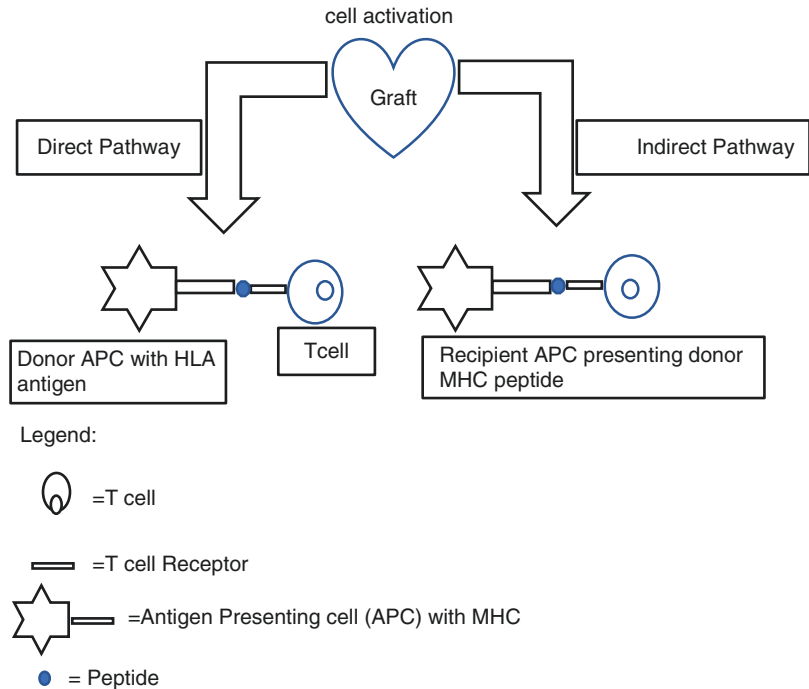 cell activation
Graft
Direct Pathway
Indirect Pathway
Donor APC with HLA
antigen
Tcell
Recipient APC presenting donor
MHC peptide
Legend:
=T cell
=T cell Receptor
=Antigen Presenting cell (APC) with MHC
= Peptide